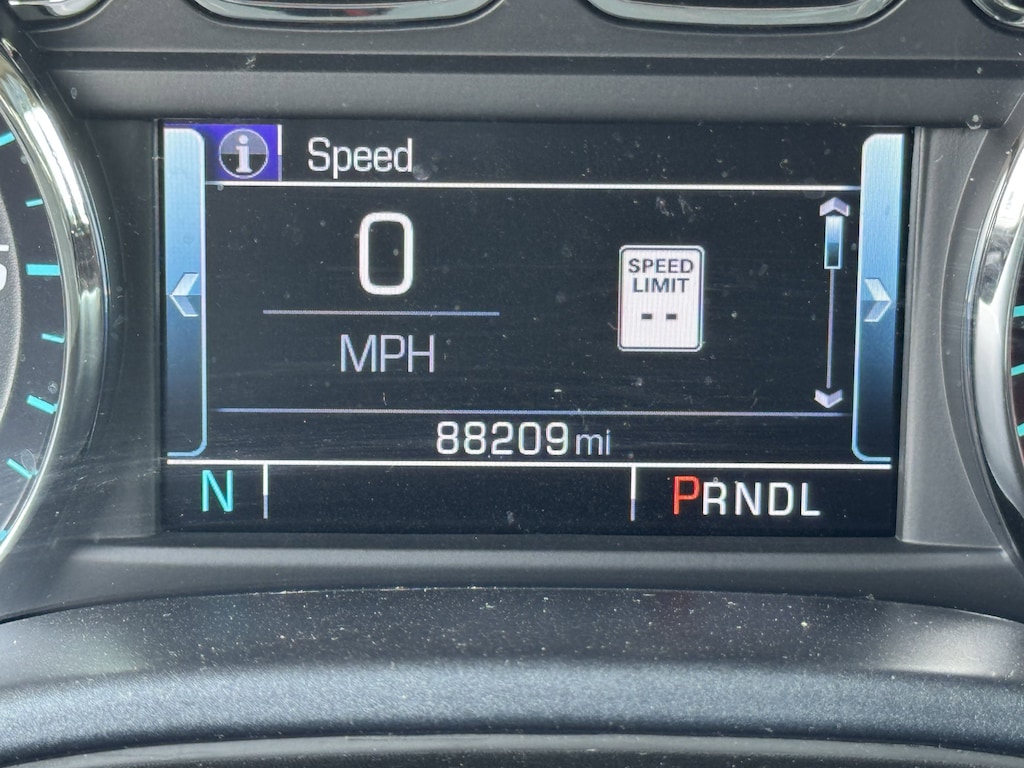 i Speed
0
MPH
SPEED
LIMIT
--
88209 mi
N
PRNDL